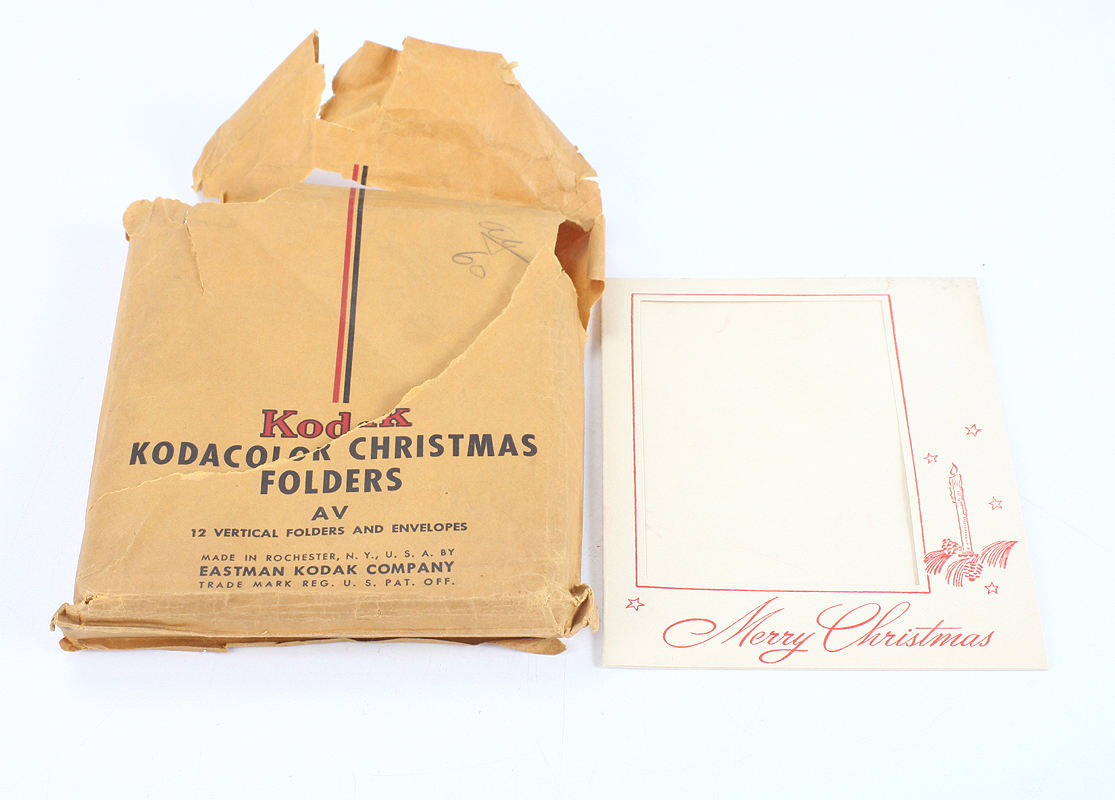 60
Kodak
KODACOLOR CHRISTMAS
FOLDERS
AV
12 VERTICAL FOLDERS AND ENVELOPES
MADE IN ROCHESTER, N. Y., U. S. A. BY
EASTMAN KODAK COMPANY
TRADE MARK REG. U. S. PAT. OFF.
Merry Christmas